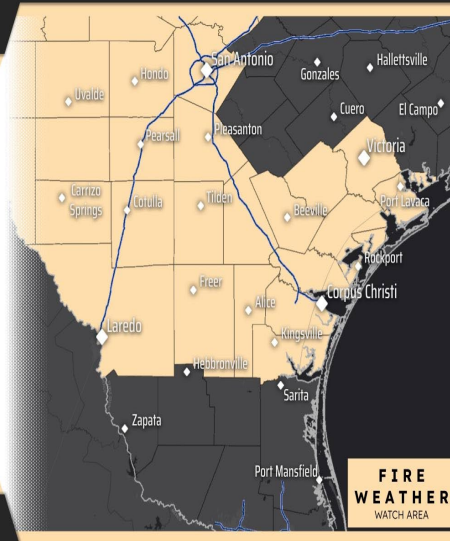 San Antonio
Hondo
Uvalde
Gonzales
Hallettsville
Cuero
El Campo
Pearsall
Pleasanton
Victoria
Carrizo
Springs
Cotulla
Tilden
Beeville
Port Lavaca
Rockport
Freer
Alice
Corpus Christi
Laredo
Kingsville
Hebbronville
Sarita
Zapata
Port Mansfield
FIRE
WEATHER
WATCH AREA